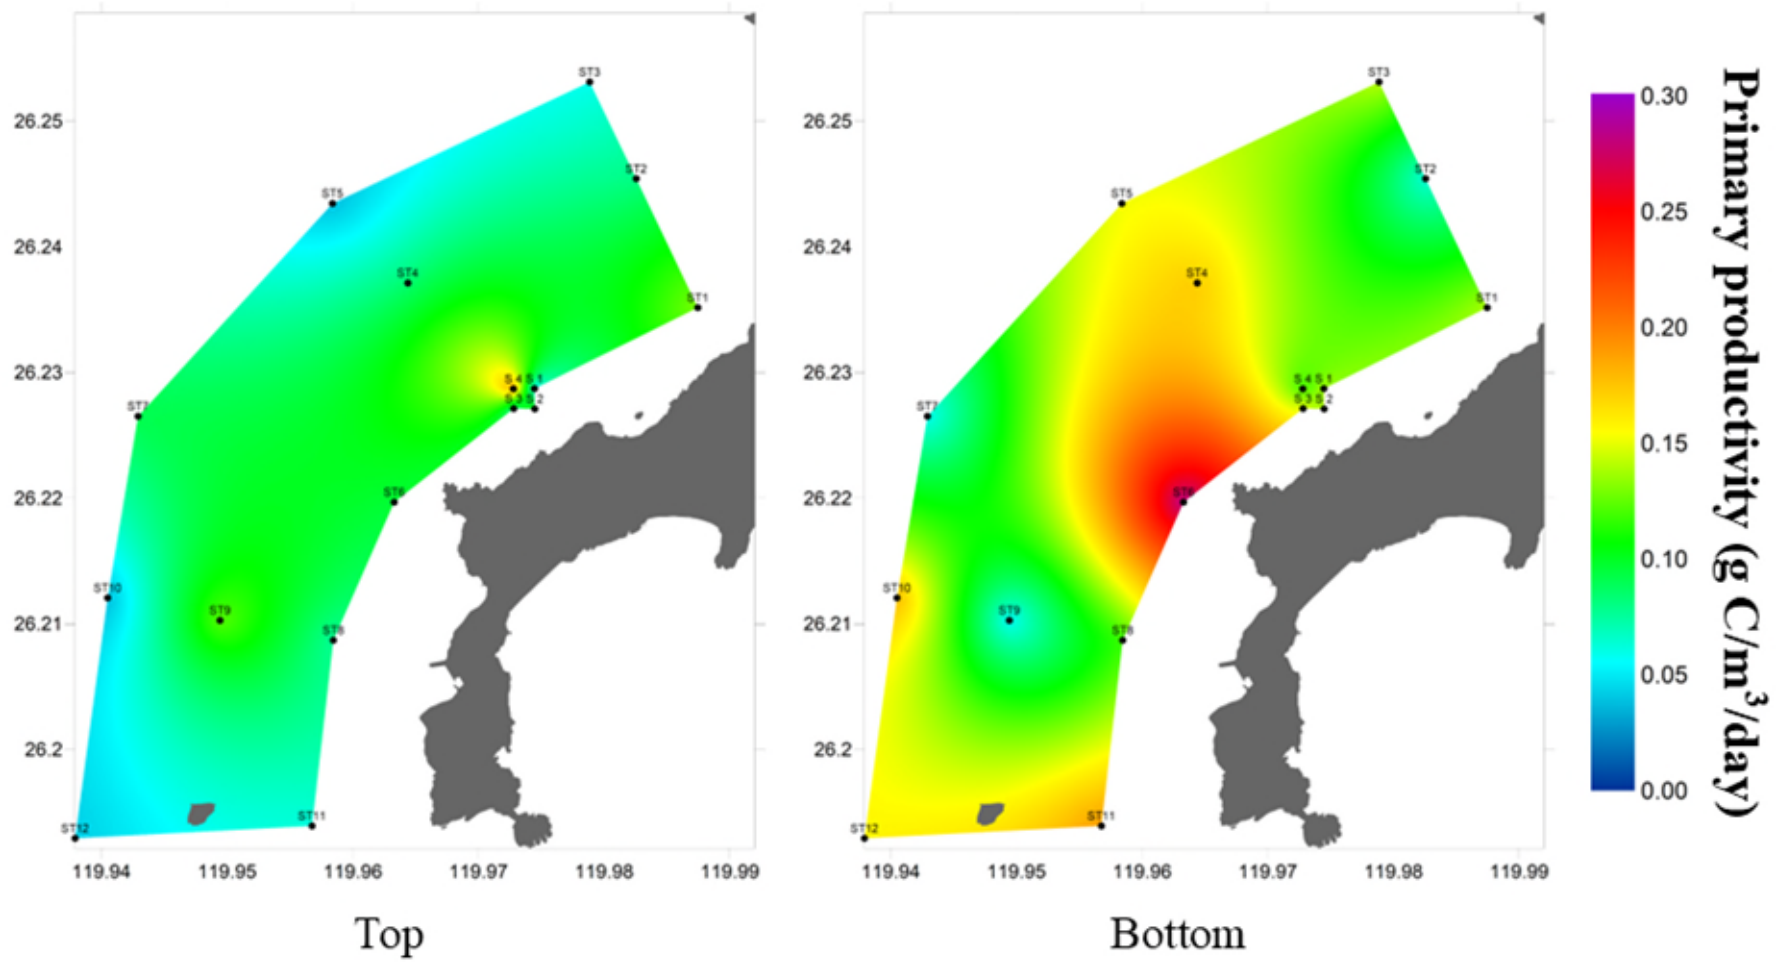 ST3
ST2
ST5
ST4
ST1
S 4 S 1
S 3 S 2
ST7
ST6
ST10
ST9
ST8
ST11
ST12
26.25
26.24
26.23
26.22
26.21
26.2
119.94 119.95 119.96 119.97 119.98 119.99
Top
ST3
ST2
ST5
ST4
ST1
S 4 S 1
S 3 S 2
ST7
ST6
ST10
ST9
ST8
ST11
ST12
26.25
26.24
26.23
26.22
26.21
26.2
119.94 119.95 119.96 119.97 119.98 119.99
Bottom
0.30
0.25
0.20
0.15
0.10
0.05
0.00
Primary productivity (g C/m³/day)